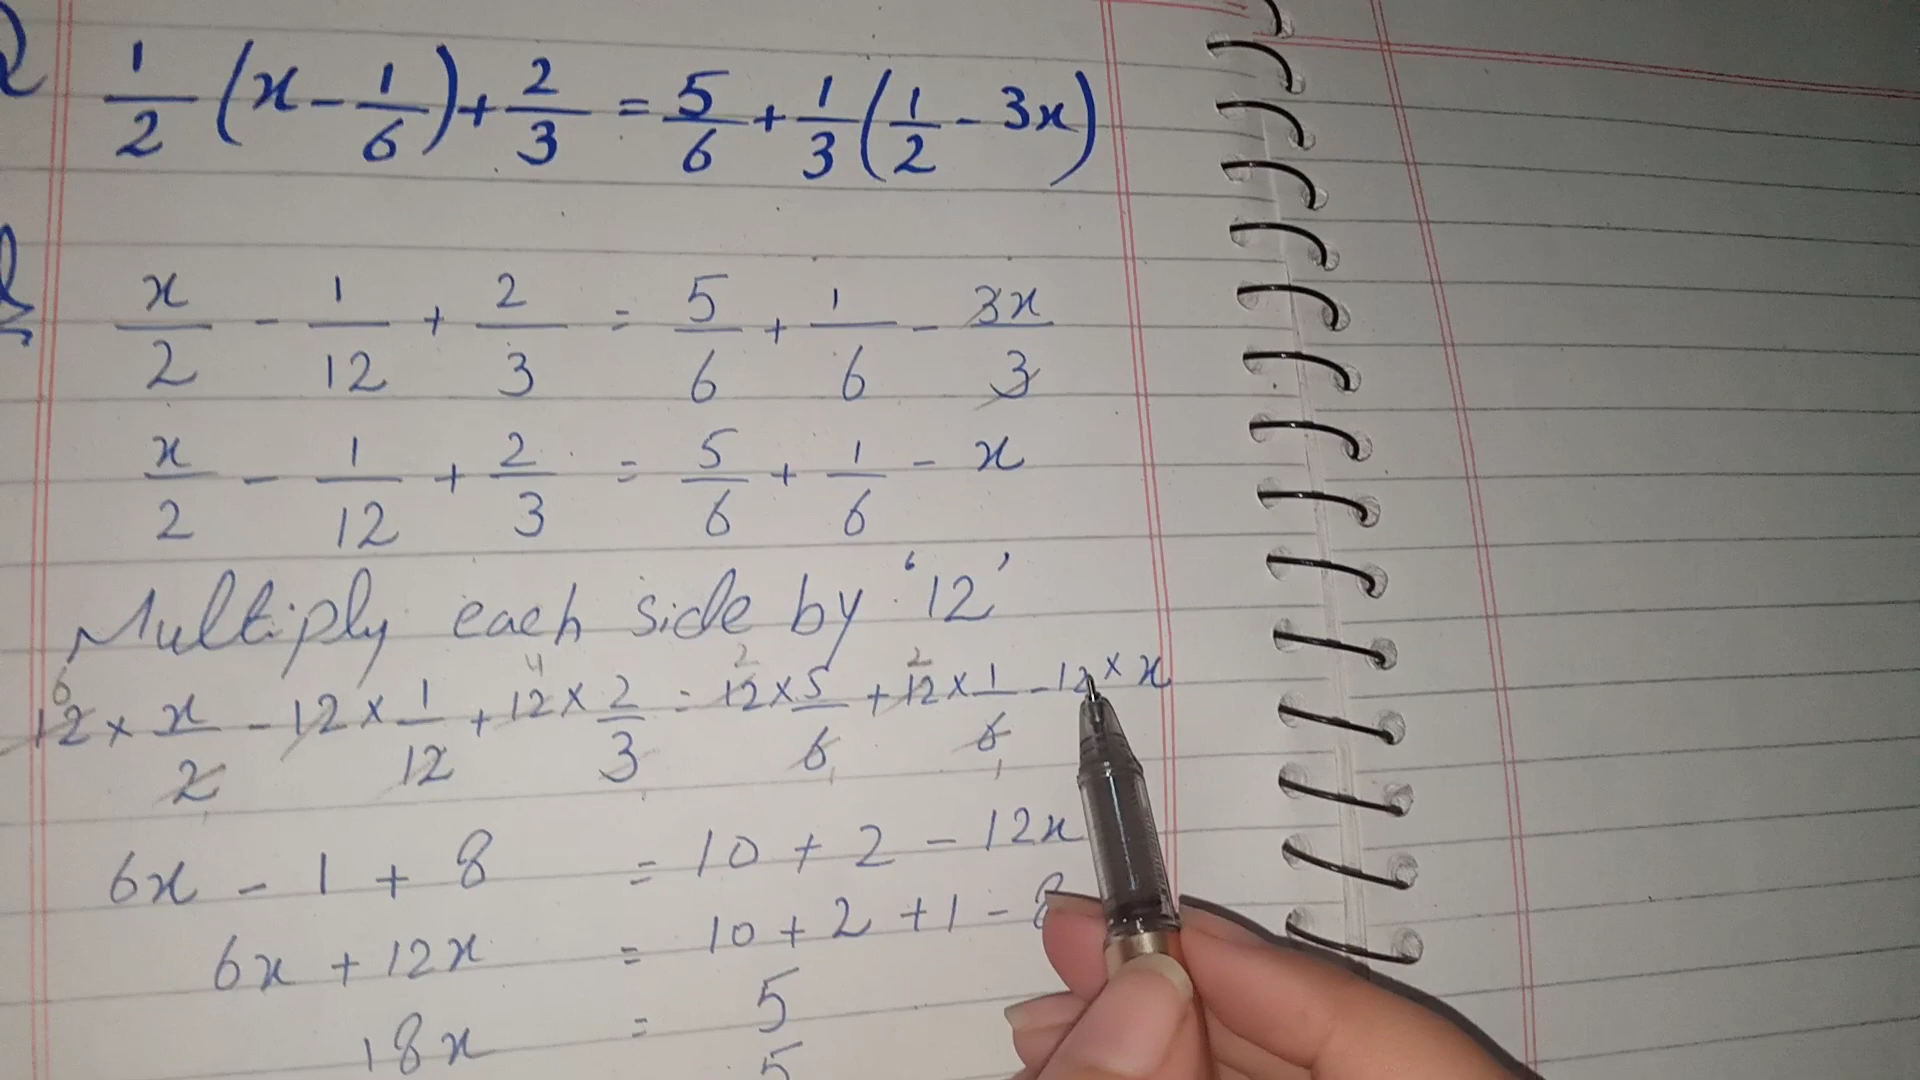 1/2 (x - 1/6) + 2/3 = 5/6 + 1/3 (1/2 - 3x)
x/2 - 1/12 + 2/3 = 5/6 + 1/6 - 3x/3
x/2 - 1/12 + 2/3 = 5/6 + 1/6 - x
Multiply each side by '12'
12 × x/2 - 12 × 1/12 + 12 × 2/3 = 12 × 5/6 + 12 × 1/6 - 12 × x
6x - 1 + 8 = 10 + 2 - 12x
6x + 12x = 10 + 2 + 1 - 8
18x = 5
5